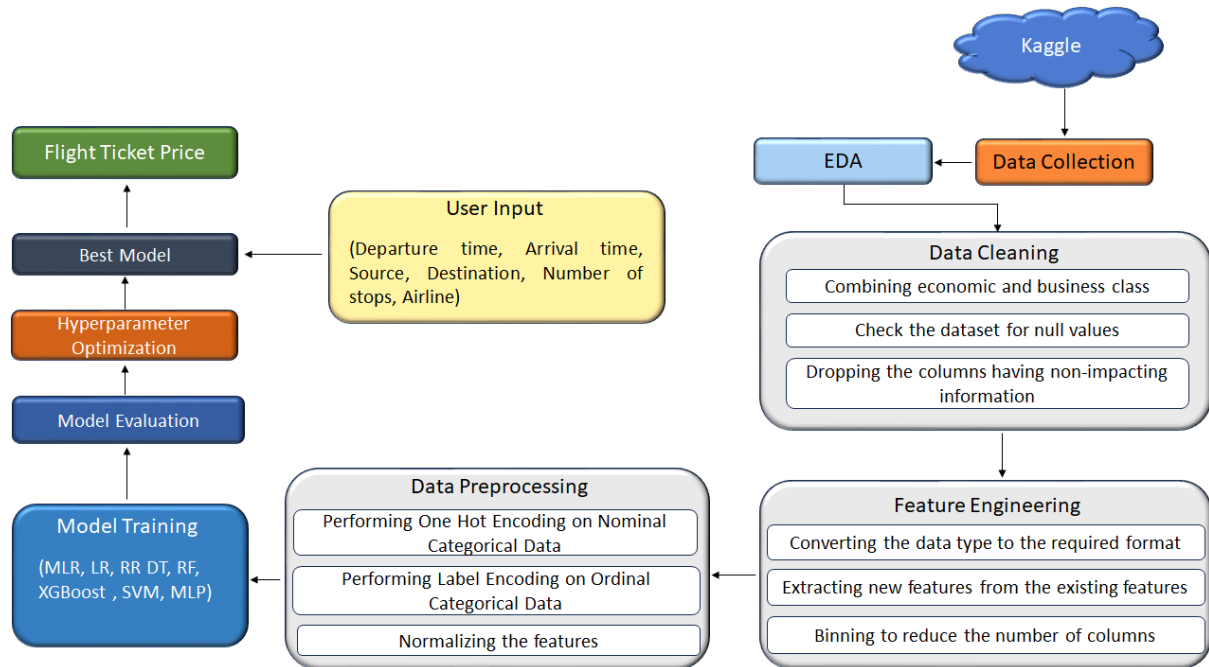 Kaggle
Data Collection
EDA
Data Cleaning
Combining economic and business class
Check the dataset for null values
Dropping the columns having non-impacting
information
Feature Engineering
Converting the data type to the required format
Extracting new features from the existing features
Binning to reduce the number of columns
Data Preprocessing
Performing One Hot Encoding on Nominal
Categorical Data
Performing Label Encoding on Ordinal
Categorical Data
Normalizing the features
Model Training
(MLR, LR, RR DT, RF,
XGBoost , SVM, MLP)
Model Evaluation
Hyperparameter
Optimization
Best Model
User Input
(Departure time, Arrival time,
Source, Destination, Number of
stops, Airline)
Flight Ticket Price